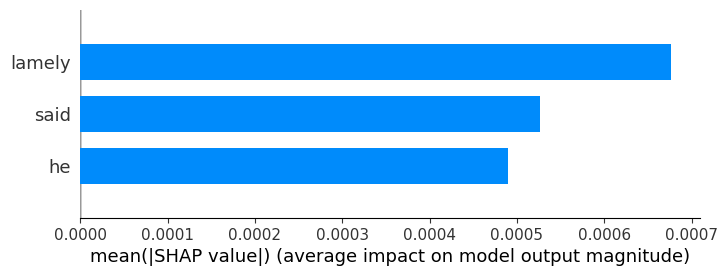 lamely
said
he
0.0000 0.0001 0.0002 0.0003 0.0004 0.0005 0.0006 0.0007
mean(|SHAP value|) (average impact on model output magnitude)